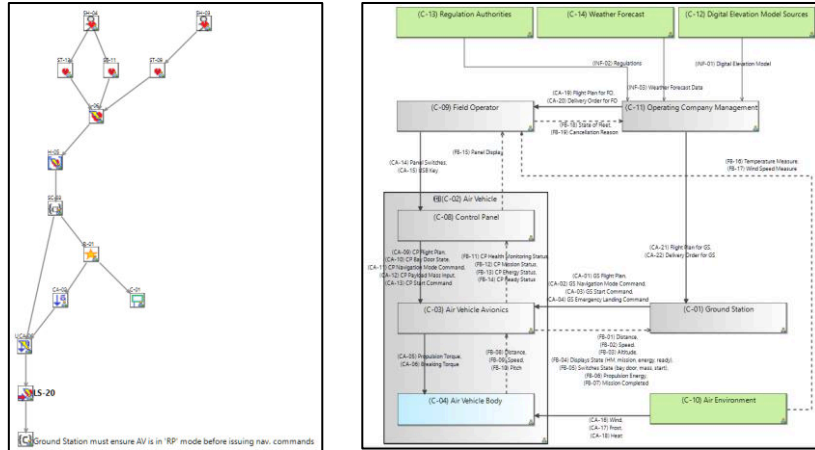 SH-04
SH-03
ST-09
H-05
LS-20
Ground Station must ensure AV is in 'RP' mode before issuing nav. commands
(C-13) Regulation Authorities
(C-14) Weather Forecast
(C-12) Digital Elevation Model Sources
(INF-02) Regulations
(INF-01) Digital Elevation Model
(INF-03) Weather Forecast Data
(CA-19) Flight Plan for FO,
(CA-20) Delivery Order for FO
(C-09) Field Operator
(C-11) Operating Company Management
(FB-18) State of Fleet,
(FB-19) Cancellation Reason
(FB-15) Panel Display
(CA-14) Panel Switches,
(CA-15) USB Key
(FB-16) Temperature Measure,
(FB-17) Wind Speed Measure
(C-02) Air Vehicle
(C-08) Control Panel
(CA-09) CP Flight Plan,
(CA-10) CP Bay Door State,
(CA-11) CP Navigation Mode Command,
(CA-12) CP Payload Mass Input,
(CA-13) CP Start Command
(FB-11) CP Health Monitoring Status,
(FB-12) CP Mission Status,
(FB-13) CP Energy Status,
(FB-14) CP Ready Status
(CA-21) Flight Plan for GS,
(CA-22) Delivery Order for GS
(CA-01) GS Flight Plan,
(CA-02) GS Navigation Mode Command,
(CA-03) GS Start Command,
(CA-04) GS Emergency Landing Command
(C-03) Air Vehicle Avionics
(C-01) Ground Station
(CA-05) Propulsion Torque,
(CA-06) Breaking Torque
(FB-08) Distance,
(FB-09) Speed,
(FB-10) Pitch
(FB-01) Distance,
(FB-02) Speed,
(FB-03) Altitude,
(FB-04) Displays State (HM, mission, energy, ready),
(FB-05) Switches State (bay door, mass, start),
(FB-06) Propulsion Energy,
(FB-07) Mission Completed
(C-04) Air Vehicle Body
(C-10) Air Environment
(CA-16) Wind,
(CA-17) Frost,
(CA-18) Heat